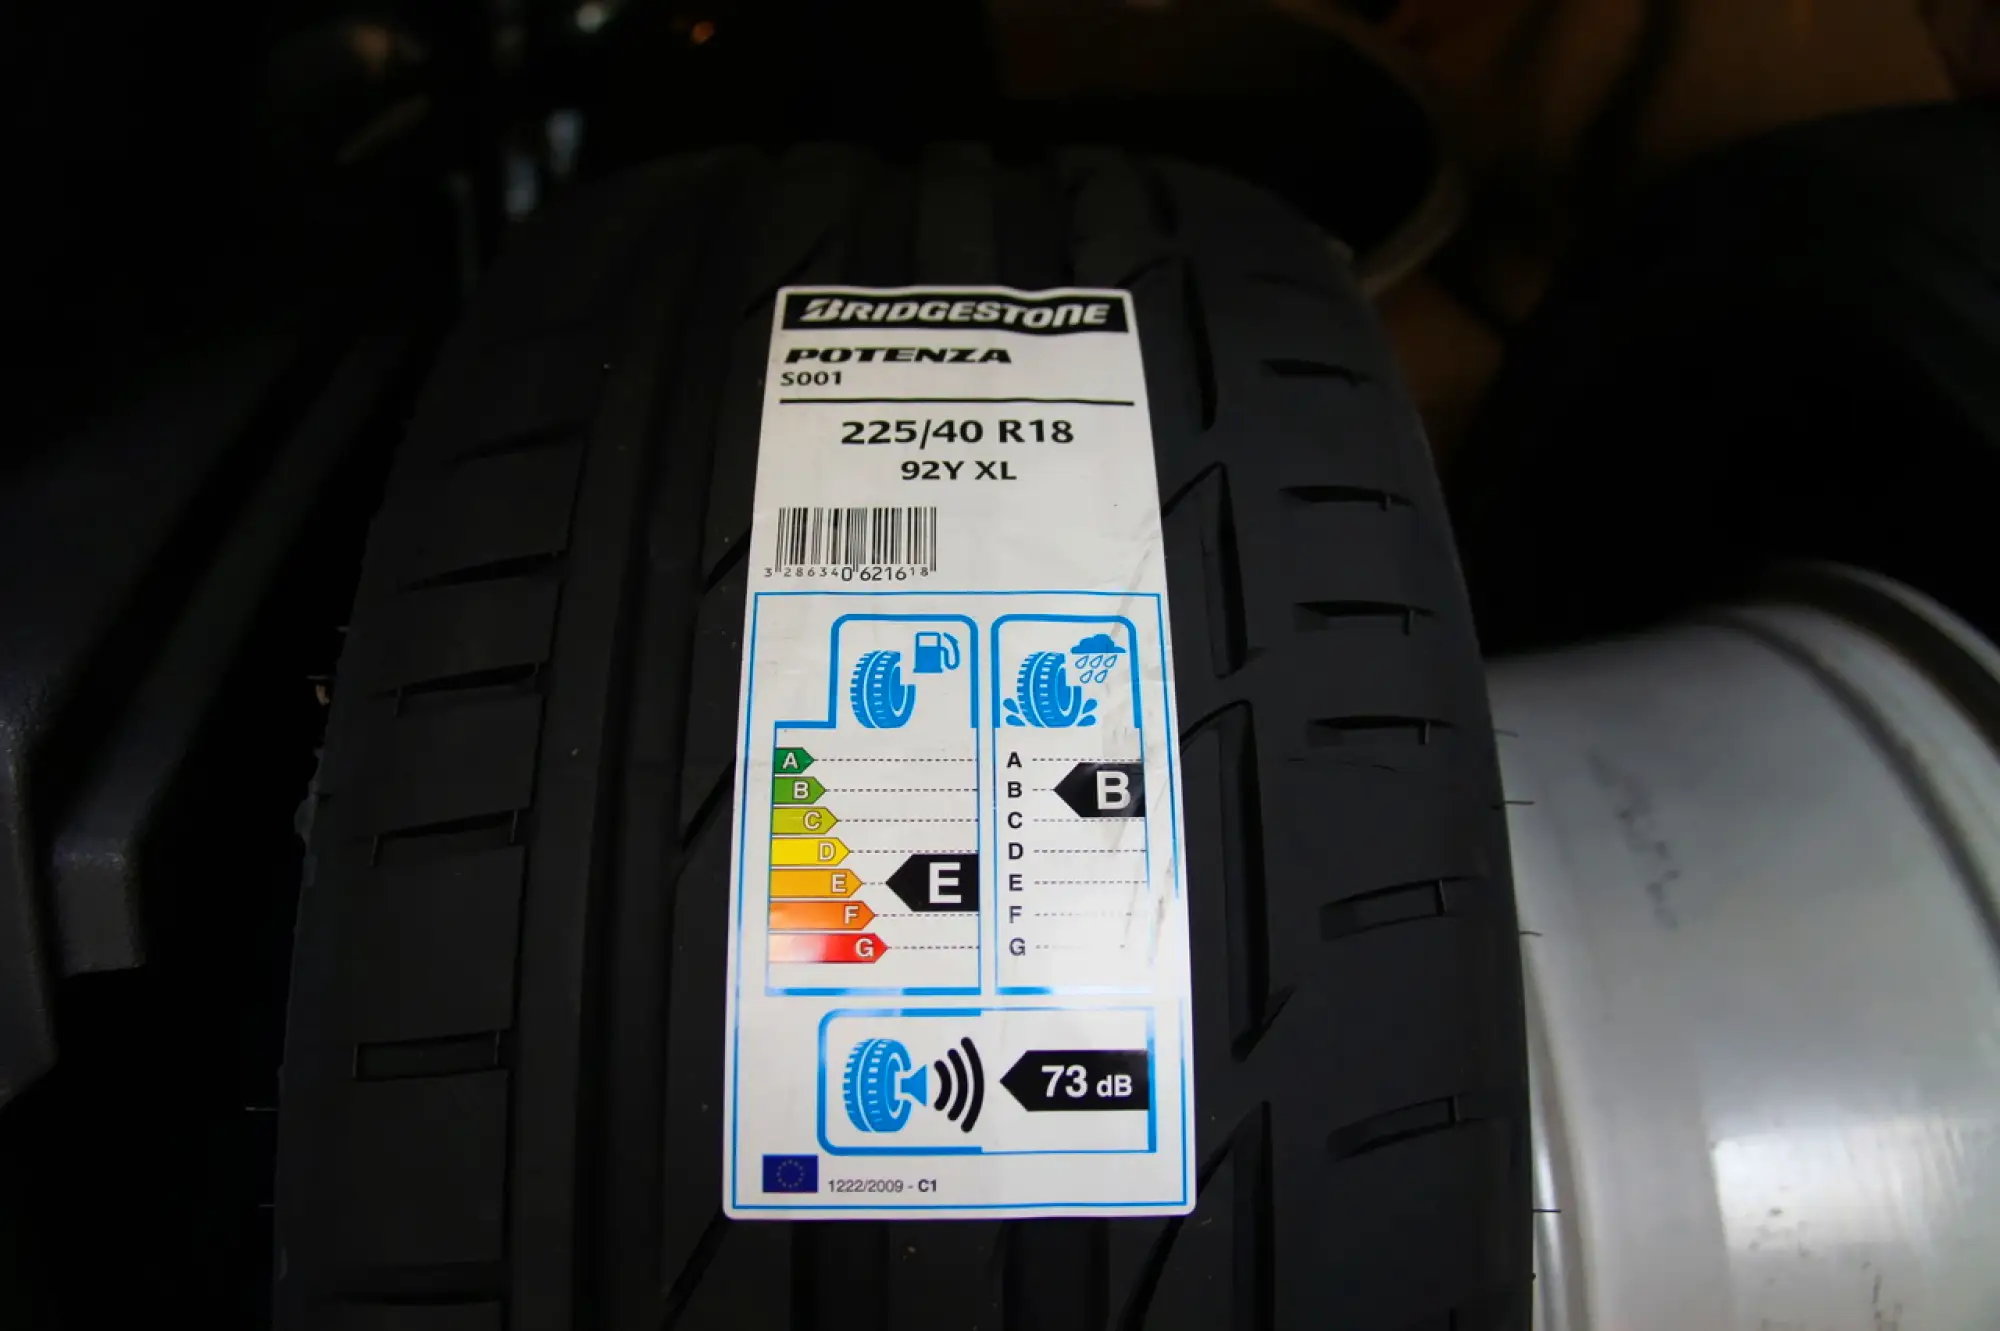 BRIDGESTONE
POTENZA
S001
225/40 R18
92Y XL
3 286340 621618
A
B
C
D
E
F
G
E
A
B
C
D
E
F
G
B
73 dB
1222/2009 - C1